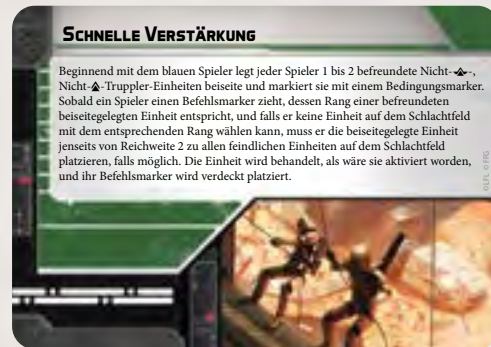 Schnelle Verstärkung
Beginnend mit dem blauen Spieler legt jeder Spieler 1 bis 2 befreundete Nicht- -,
Nicht- -Truppler-Einheiten beiseite und markiert sie mit einem Bedingungsmarker.
Sobald ein Spieler einen Befehlsmarker zieht, dessen Rang einer befreundeten
beiseitegelegten Einheit entspricht, und falls er keine Einheit auf dem Schlachtfeld
mit dem entsprechenden Rang wählen kann, muss er die beiseitegelegte Einheit
jenseits von Reichweite 2 zu allen feindlichen Einheiten auf dem Schlachtfeld
platzieren, falls möglich. Die Einheit wird behandelt, als wäre sie aktiviert worden,
und ihr Befehlsmarker wird verdeckt platziert.
©LFL ©FFG